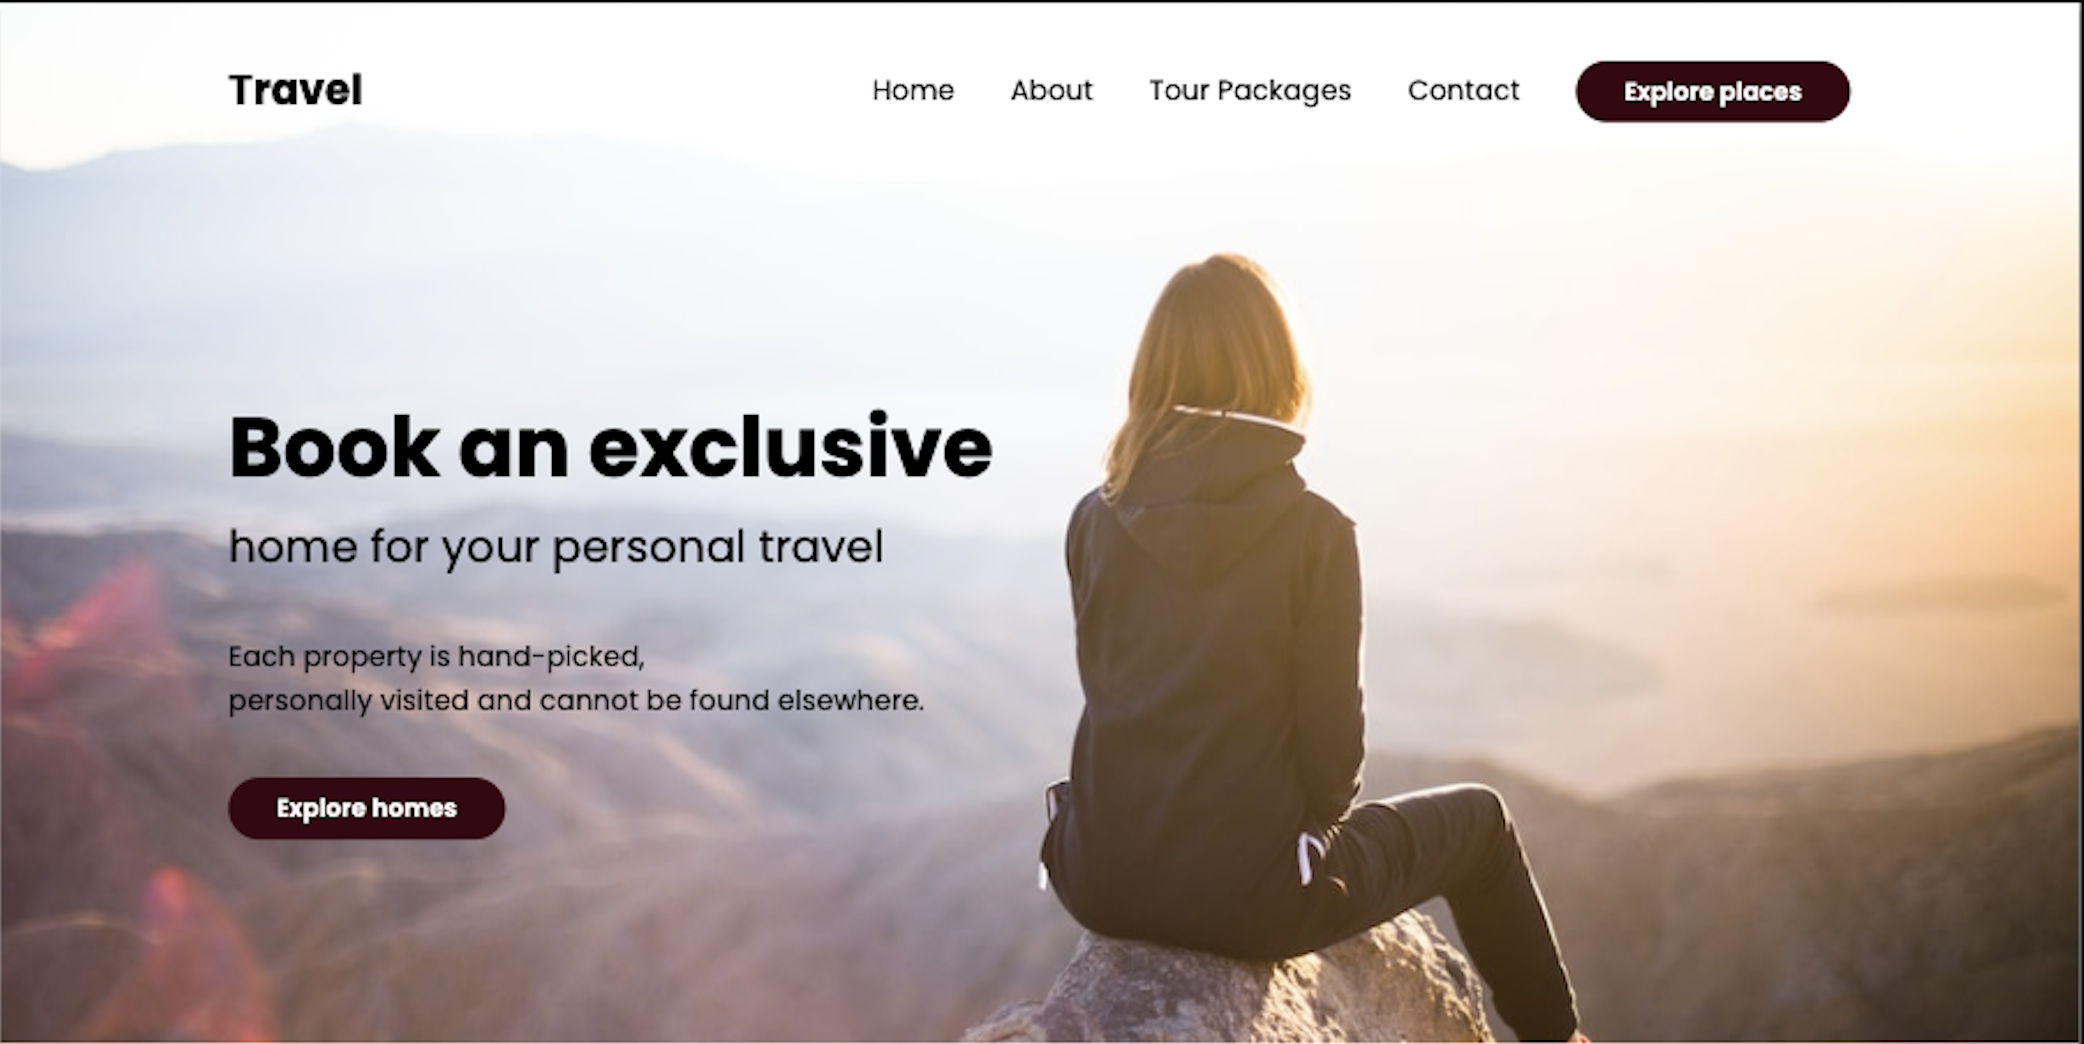 Travel
Home About Tour Packages Contact Explore places
Book an exclusive
home for your personal travel
Each property is hand-picked,
personally visited and cannot be found elsewhere.
Explore homes